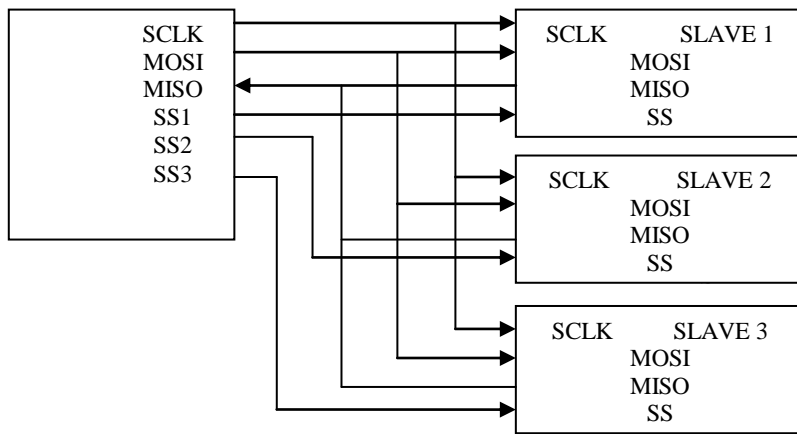 SCLK
MOSI
MISO
SS1
SS2
SS3
SCLK SLAVE 1
MOSI
MISO
SS
SCLK SLAVE 2
MOSI
MISO
SS
SCLK SLAVE 3
MOSI
MISO
SS